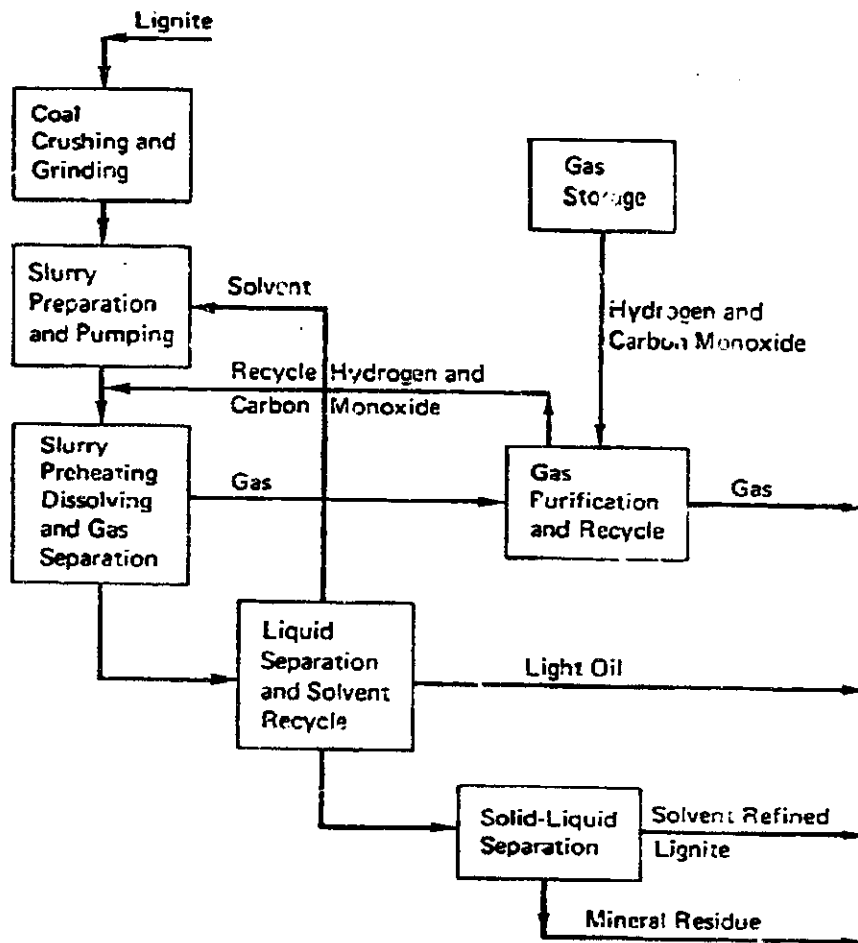 Lignite
Coal
Crushing and
Grinding
Gas
Storage
Slurry
Preparation
and Pumping
Solvent
Hydrogen and
Carbon Monoxide
Recycle Hydrogen and
Carbon Monoxide
Slurry
Preheating
Dissolving
and Gas
Separation
Gas
Gas
Purification
and Recycle
Gas
Liquid
Separation
and Solvent
Recycle
Light Oil
Solid-Liquid
Separation
Solvent Refined
Lignite
Mineral Residue